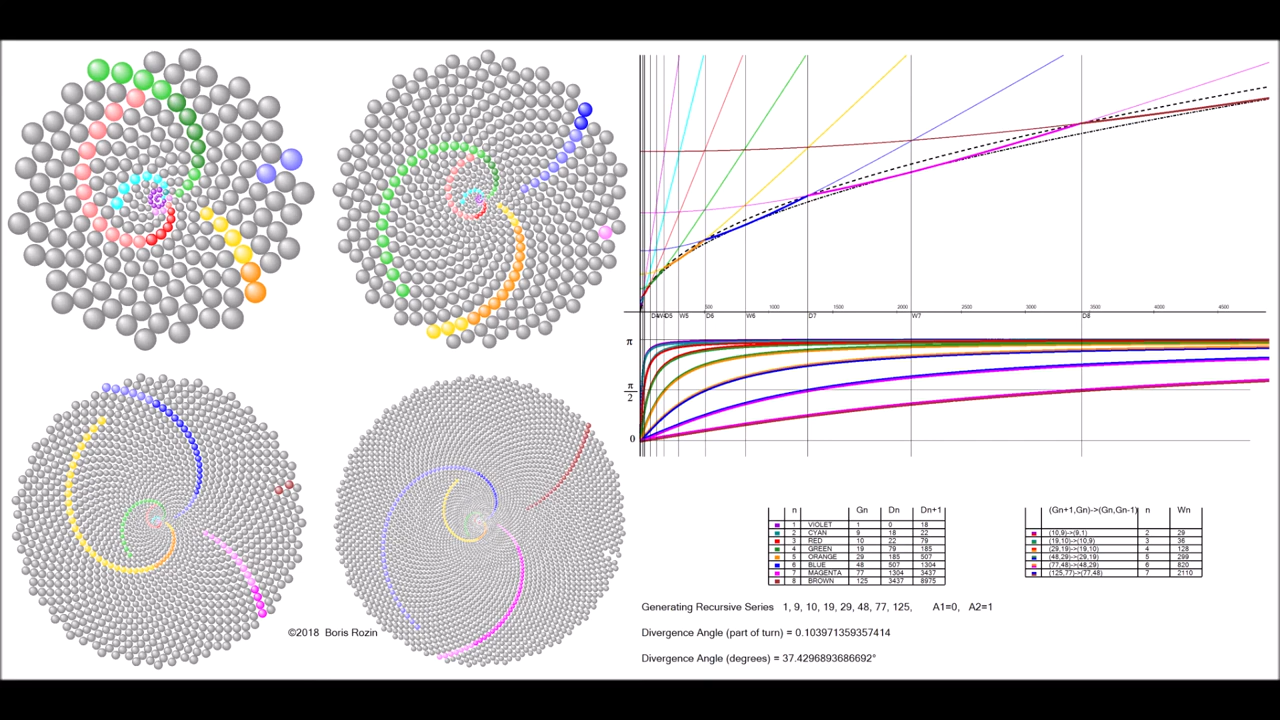 500 1000 1500 2000 2500 3000 3500 4000 4500
W5 D6 W6 D7 W7 D8
π
π
2
0
n Gn Dn Dn+1
1 VIOLET 1 0 18
2 CYAN 9 18 22
3 RED 10 22 79
4 GREEN 19 79 185
5 ORANGE 29 185 507
6 BLUE 48 507 1304
7 MAGENTA 77 1304 3437
8 BROWN 125 3437 8975
(Gn+1,Gn)->(Gn,Gn-1) n Wn
(10,9)->(9,1) 2 29
(19,10)->(10,9) 3 36
(29,19)->(19,10) 4 128
(48,29)->(29,19) 5 299
(77,48)->(48,29) 6 820
(125,77)->(77,48) 7 2110
Generating Recursive Series 1, 9, 10, 19, 29, 48, 77, 125, A1=0, A2=1
©2018 Boris Rozin
Divergence Angle (part of turn) = 0.103971359357414
Divergence Angle (degrees) = 37.4296893686692°